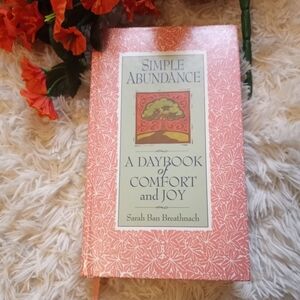 SIMPLE
ABUNDANCE
A DAYBOOK
of
COMFORT
and JOY
Sarah Ban Breathnach